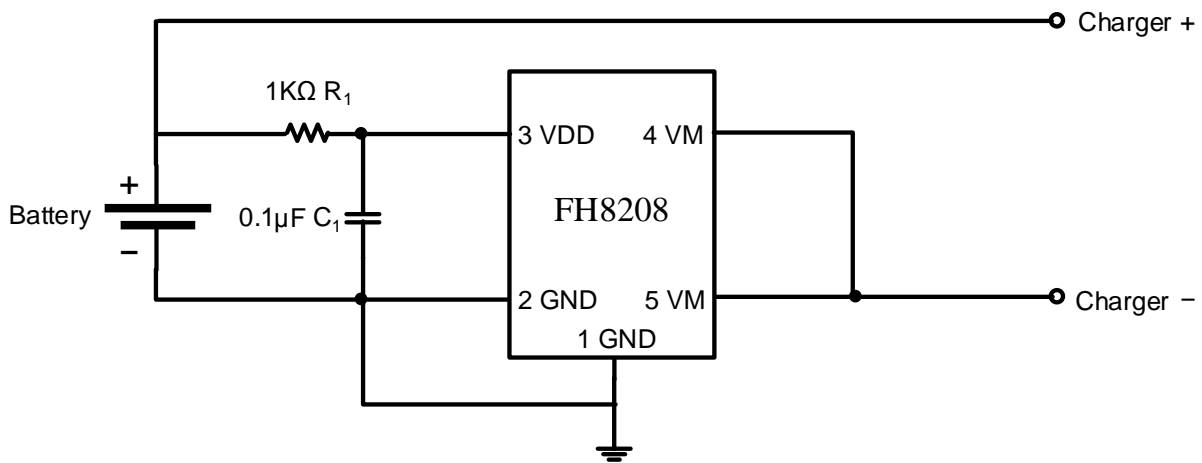 Charger +
1KΩ R₁
3 VDD
4 VM
+
Battery
−
0.1μF C₁
FH8208
2 GND
5 VM
1 GND
Charger −